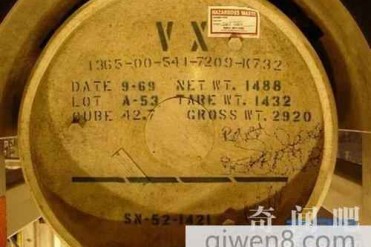 HAZARDOUS WASTE
VX
1365-00-541-7209-K732
DATE 9-69 NET WT. 1488
LOT A-53 TARE WT. 1432
CUBE 42.7 GROSS WT. 2920
SN-52-1421
奇闻吧
qiwen8.com